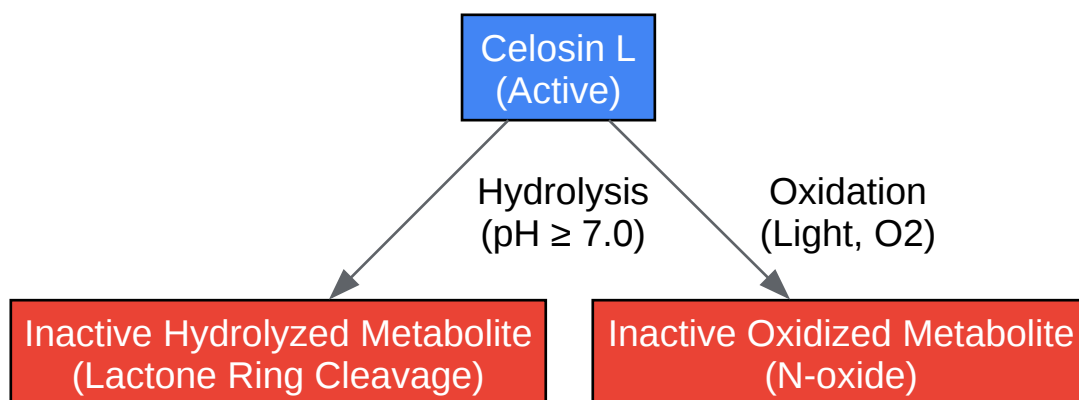 Celosin L
(Active)
Hydrolysis
(pH ≥ 7.0)
Oxidation
(Light, O2)
Inactive Hydrolyzed Metabolite
(Lactone Ring Cleavage)
Inactive Oxidized Metabolite
(N-oxide)